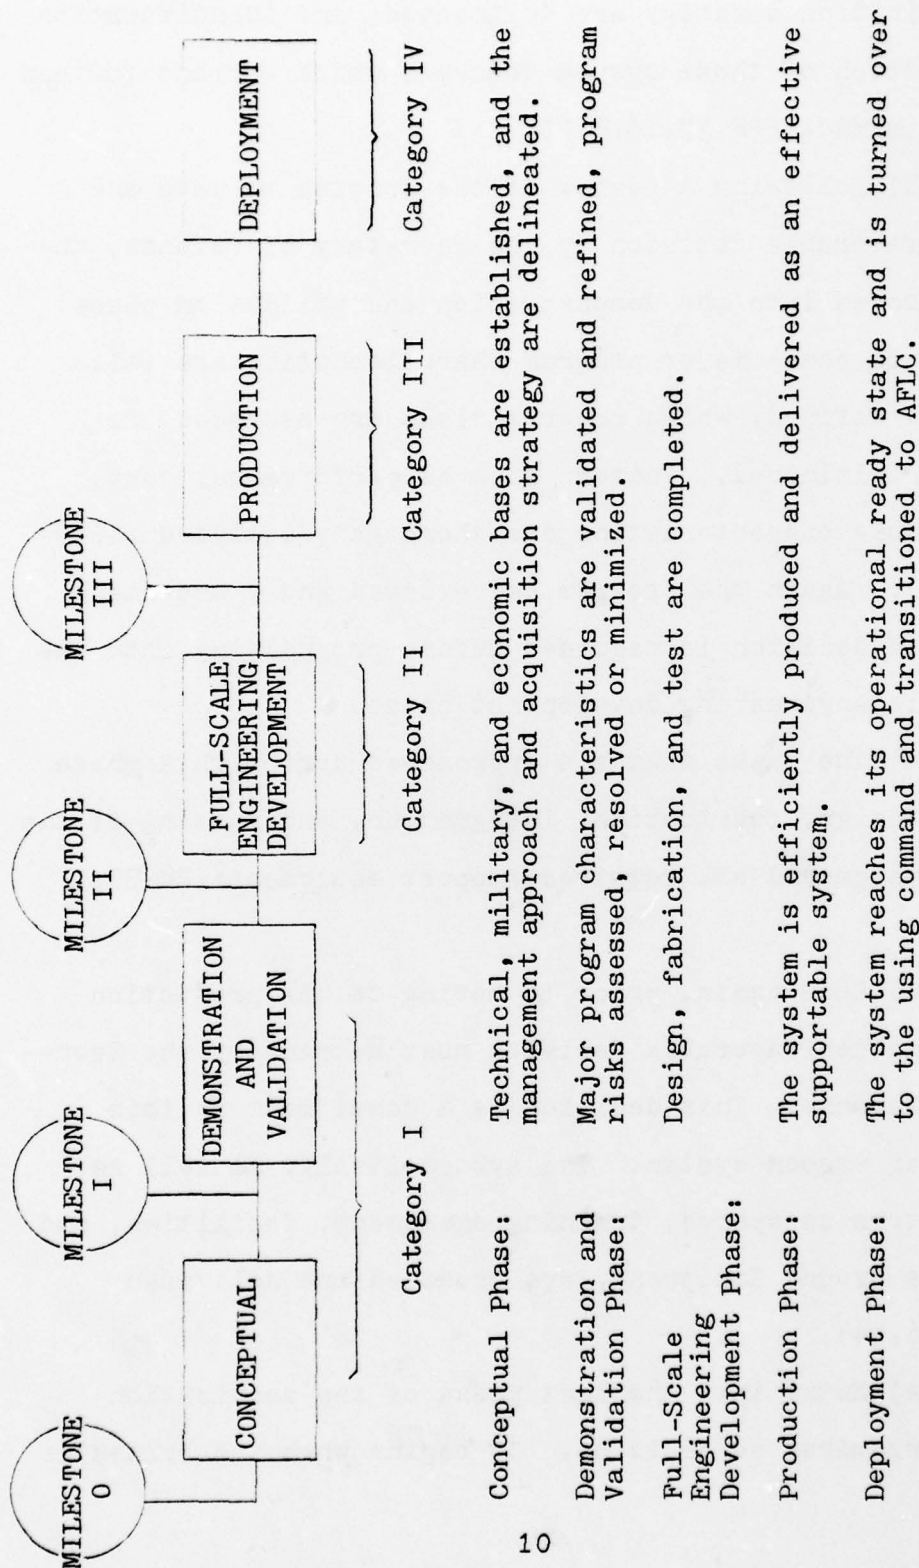 MILESTONE
0
MILESTONE
I
MILESTONE
II
MILESTONE
III
CONCEPTUAL
DEMONSTRATION
AND
VALIDATION
FULL-SCALE
ENGINEERING
DEVELOPMENT
PRODUCTION
DEPLOYMENT
Category I
Category II
Category III
Category IV
Conceptual Phase: Techical, military, and economic bases are established, and the
management approach and acquisition strategy are delineated.
Demonstration and Major program characteristics are validated and refined, program
Validation Phase: risks assessed, resolved or minimized.
Full-Scale Design, fabrication, and test are completed.
Engineering
Development Phase:
Production Phase: The system is efficiently produced and delivered as an effective
supportable system.
Deployment Phase: The system reaches its operational ready state and is turned over
to the using command and transitioned to AFLC.
10